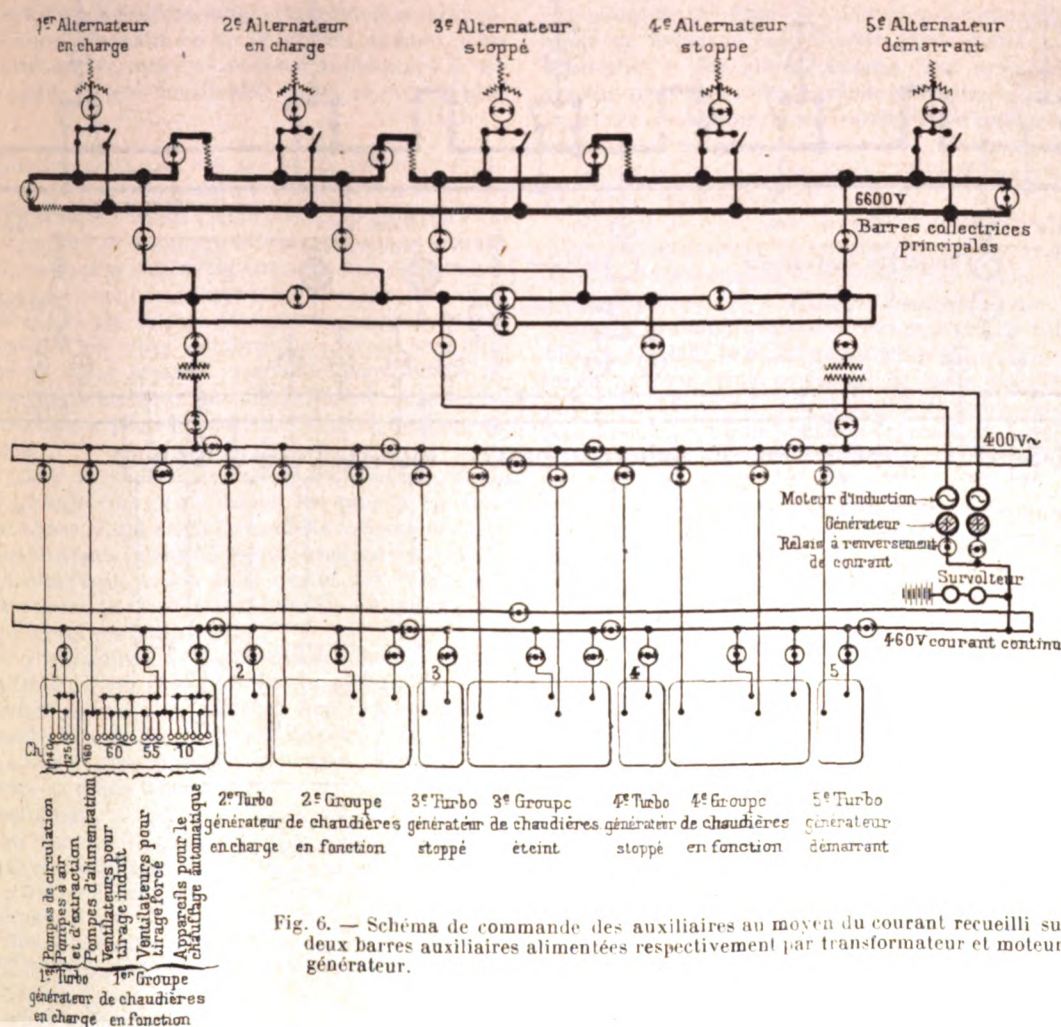 1er Alternateur
en charge
2e Alternateur
en charge
3e Alternateur
stoppé
4e Alternateur
stoppe
5e Alternateur
démarrant
6600V
Barres collectrices
principales
400V~
Moteur d'induction
Générateur
Relais à renversement
de courant
Survolteur
460V courant continu
1
2
3
4
5
Ch.
140
125
160
60
55
10
Pompes de circulation
Pompes à air
et d'extraction
Pompes d'alimentation
Ventilateurs pour
tirage induit
Ventilateurs pour
tirage forcé
Appareils pour le
chauffage automatique
1er Turbo
générateur
en charge
1er Groupe
de chaudières
en fonction
2e Turbo
générateur
en charge
2e Groupe
de chaudières
en fonction
3e Turbo
générateur
stoppé
3e Groupe
de chaudières
éteint
4e Turbo
générateur
stoppé
4e Groupe
de chaudières
en fonction
5e Turbo
générateur
démarrant
Fig. 6. — Schéma de commande des auxiliaires au moyen du courant recueilli su
deux barres auxiliaires alimentées respectivement par transformateur et moteur
générateur.